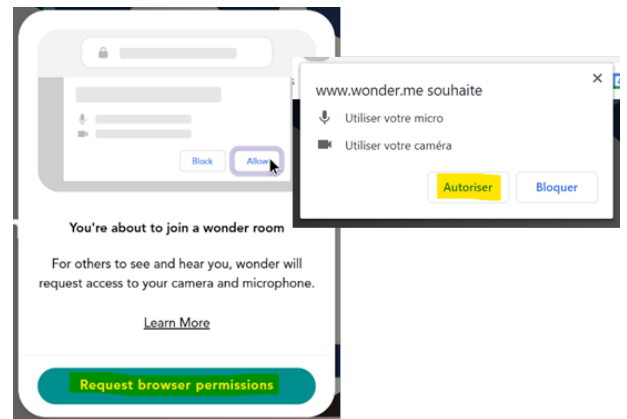 Block
Allow
You're about to join a wonder room
For others to see and hear you, wonder will
request access to your camera and microphone.
Learn More
Request browser permissions
www.wonder.me souhaite
Utiliser votre micro
Utiliser votre caméra
Autoriser
Bloquer